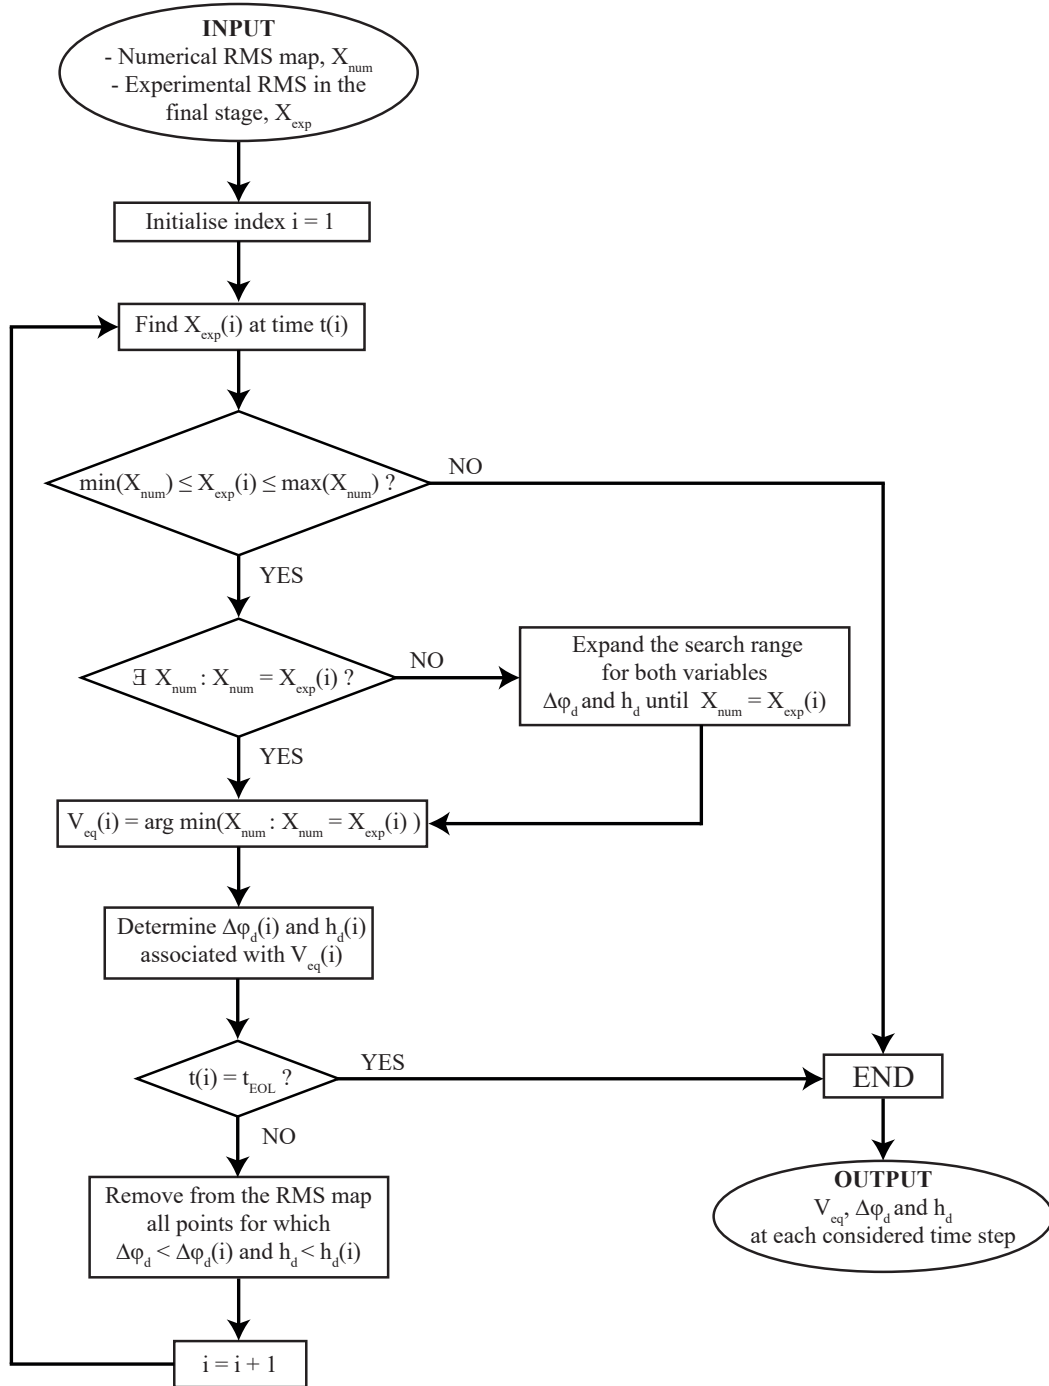 INPUT
- Numerical RMS map, X_num
- Experimental RMS in the
final stage, X_exp
Initialise index i = 1
Find X_exp(i) at time t(i)
min(X_num) ≤ X_exp(i) ≤ max(X_num) ?
NO
YES
∃ X_num : X_num = X_exp(i) ?
NO
Expand the search range
for both variables
Δφ_d and h_d until X_num = X_exp(i)
YES
V_eq(i) = arg min(X_num : X_num = X_exp(i) )
Determine Δφ_d(i) and h_d(i)
associated with V_eq(i)
t(i) = t_EOL ?
YES
END
NO
Remove from the RMS map
all points for which
Δφ_d < Δφ_d(i) and h_d < h_d(i)
OUTPUT
V_eq, Δφ_d and h_d
at each considered time step
i = i + 1